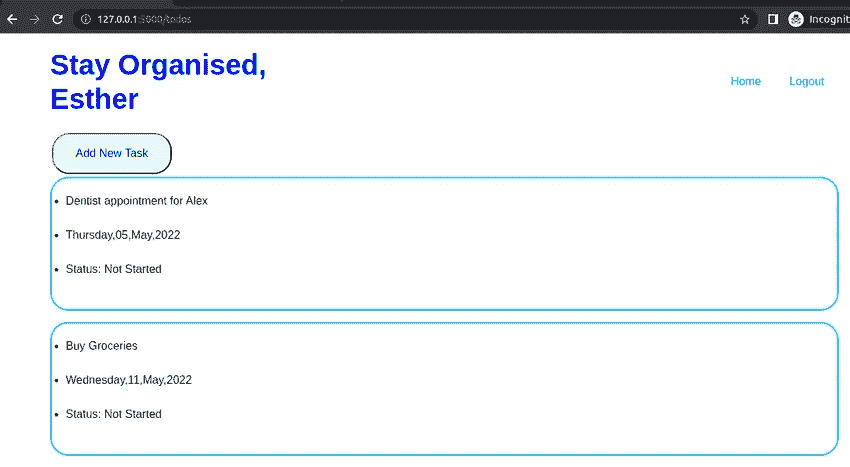 127.0.0.1:5000/todos
Incognit
Stay Organised,
Esther
Home
Logout
Add New Task
Dentist appointment for Alex
Thursday,05,May,2022
Status: Not Started
Buy Groceries
Wednesday,11,May,2022
Status: Not Started